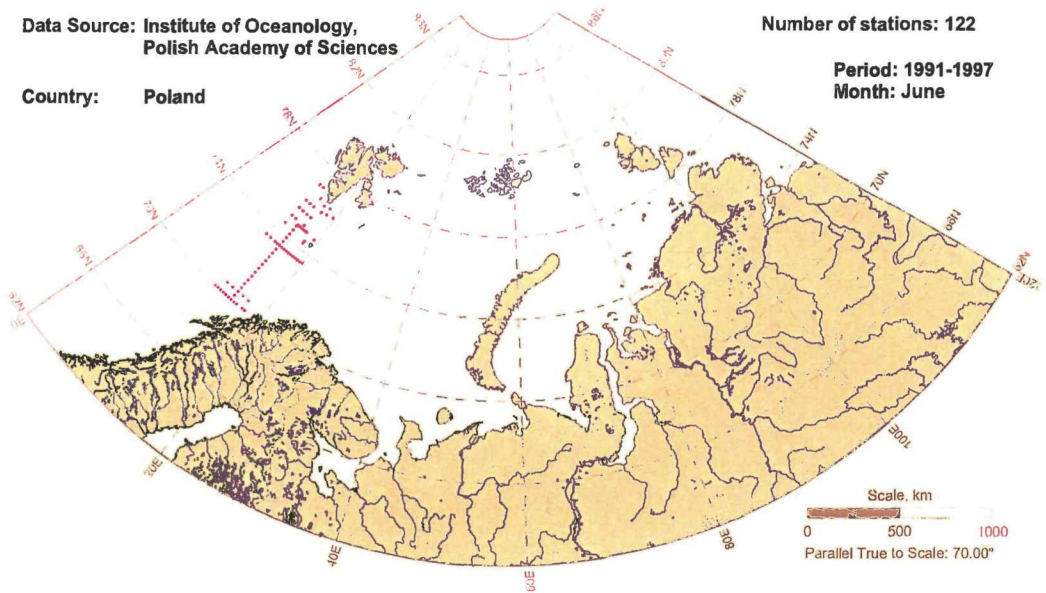 Data Source: Institute of Oceanology,
Polish Academy of Sciences
Number of stations: 122
Country: Poland
Period: 1991-1997
Month: June
82N
78N
78N
74N
70N
20E
40E
60E
80E
100E
Scale, km
0 500 1000
Parallel True to Scale: 70.00°